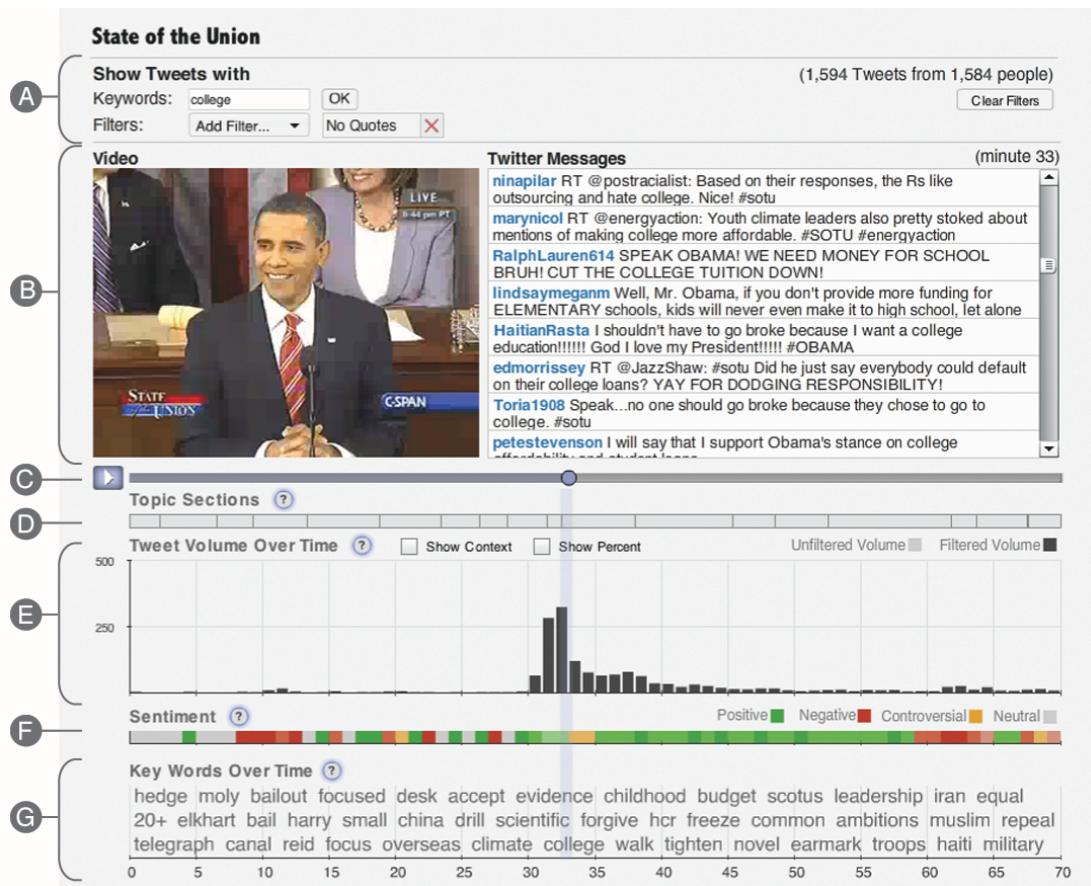 State of the Union
A
Show Tweets with
(1,594 Tweets from 1,584 people)
Keywords: college OK
Clear Filters
Filters: Add Filter... No Quotes
B
Video
Twitter Messages
(minute 33)
LIVE
6:44 pm PT
STATE
of the UNION
C-SPAN
ninapilar RT @postracialist: Based on their responses, the Rs like
outsourcing and hate college. Nice! #sotu
marynicol RT @energyaction: Youth climate leaders also pretty stoked about
mentions of making college more affordable. #SOTU #energyaction
RalphLauren614 SPEAK OBAMA! WE NEED MONEY FOR SCHOOL
BRUH! CUT THE COLLEGE TUITION DOWN!
lindsaymeganm Well, Mr. Obama, if you don't provide more funding for
ELEMENTARY schools, kids will never even make it to high school, let alone
HaitianRasta I shouldn't have to go broke because I want a college
education!!!!!! God I love my President!!!!! #OBAMA
edmorrissey RT @JazzShaw: #sotu Did he just say everybody could default
on their college loans? YAY FOR DODGING RESPONSIBILITY!
Toria1908 Speak...no one should go broke because they chose to go to
college. #sotu
petestevenson I will say that I support Obama's stance on college
affordability and student loans
C
Topic Sections ?
D
Tweet Volume Over Time ? Show Context Show Percent Unfiltered Volume Filtered Volume
E
500
250
Sentiment ? Positive Negative Controversial Neutral
F
Key Words Over Time ?
G
hedge moly bailout focused desk accept evidence childhood budget scotus leadership iran equal
20+ elkhart bail harry small china drill scientific forgive hcr freeze common ambitions muslim repeal
telegraph canal reid focus overseas climate college walk tighten novel earmark troops haiti military
0 5 10 15 20 25 30 35 40 45 50 55 60 65 70